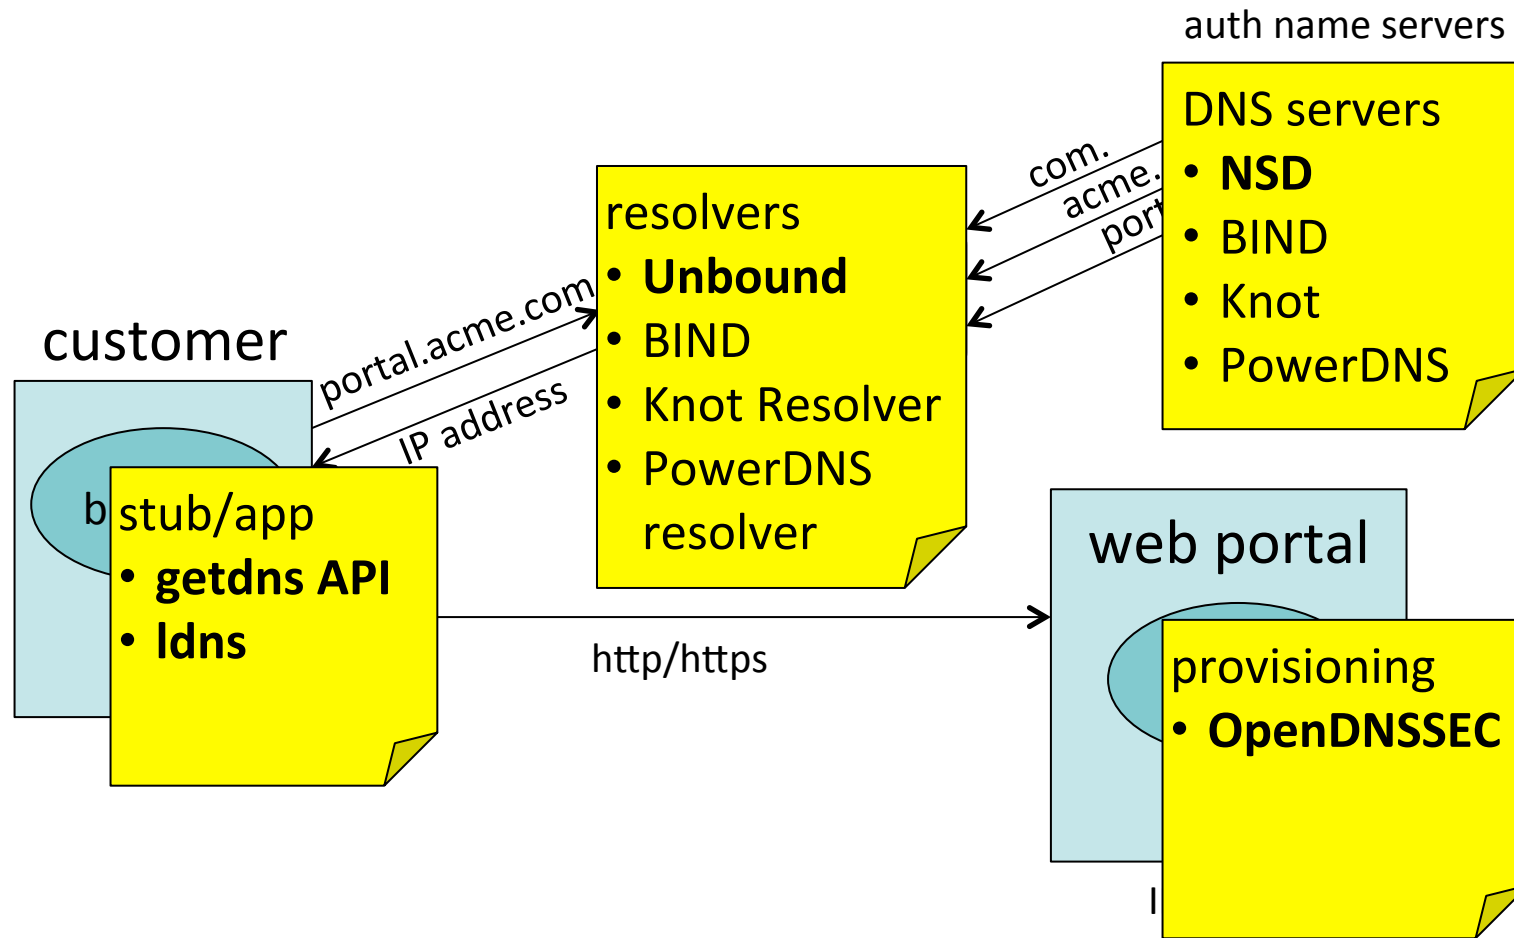 auth name servers
DNS servers
• NSD
• BIND
• Knot
• PowerDNS
com.
acme.
resolvers
• Unbound
• BIND
• Knot Resolver
• PowerDNS
resolver
customer
portal.acme.com
IP address
stub/app
• getdns API
• ldns
http/https
web portal
provisioning
• OpenDNSSEC